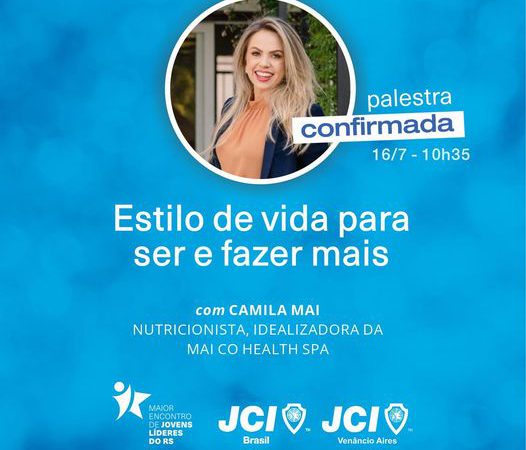 palestra
confirmada
16/7 - 10h35
Estilo de vida para
ser e fazer mais
com CAMILA MAI
NUTRICIONISTA, IDEALIZADORA DA
MAI CO HEALTH SPA
MAIOR
ENCONTRO
DE JOVENS
LÍDERES
DO RS
JCI
Brasil
JCI
Venâncio Aires